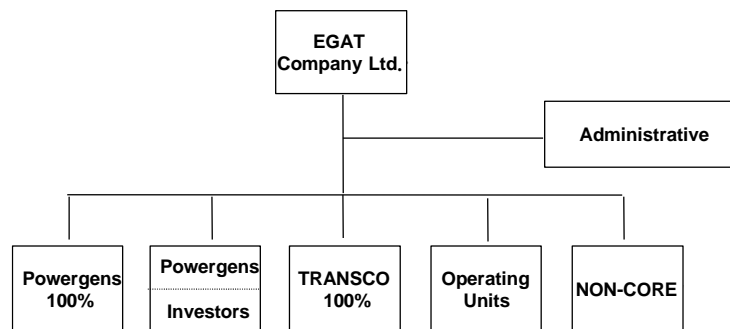 EGAT
Company Ltd.
Administrative
Powergens
100%
Powergens
Investors
TRANSCO
100%
Operating
Units
NON-CORE